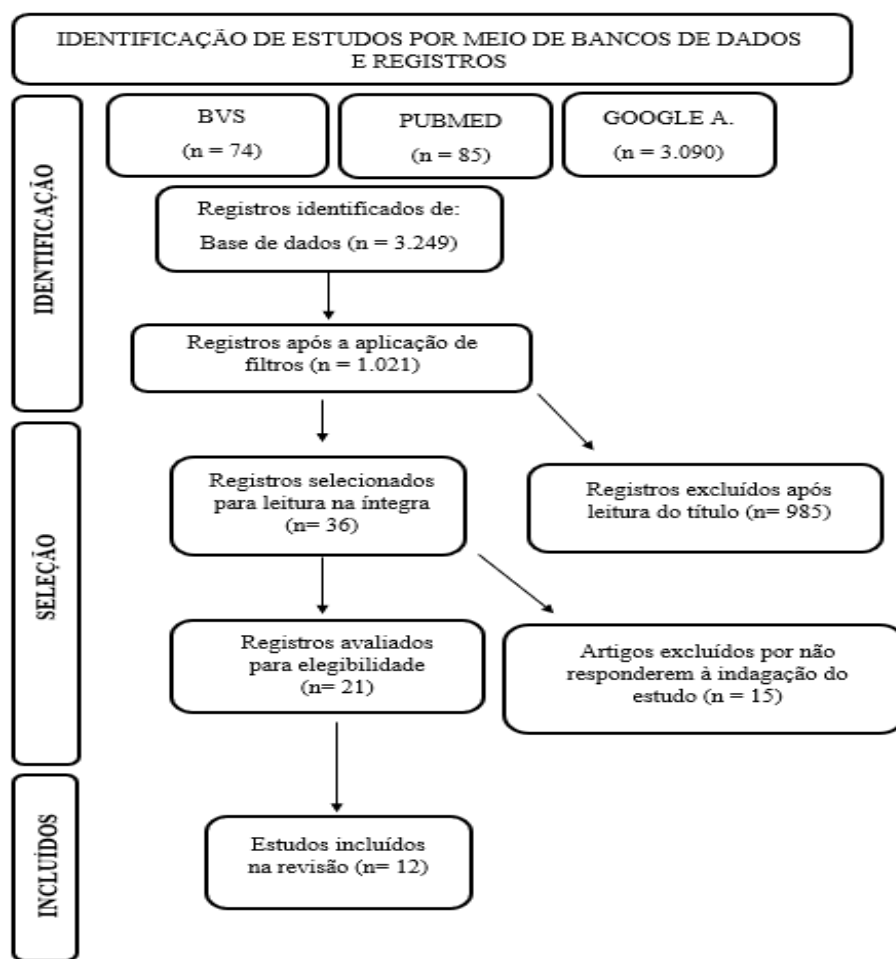 IDENTIFICAÇÃO DE ESTUDOS POR MEIO DE BANCOS DE DADOS
E REGISTROS
IDENTIFICAÇÃO
BVS
(n = 74)
PUBMED
(n = 85)
GOOGLE A.
(n = 3.090)
Registros identificados de:
Base de dados (n = 3.249)
Registros após a aplicação de
filtros (n = 1.021)
SELEÇÃO
Registros selecionados
para leitura na íntegra
(n= 36)
Registros excluídos após
leitura do título (n= 985)
Registros avaliados
para elegibilidade
(n= 21)
Artigos excluídos por não
responderem à indagação do
estudo (n = 15)
INCLUÍDOS
Estudos incluídos
na revisão (n= 12)